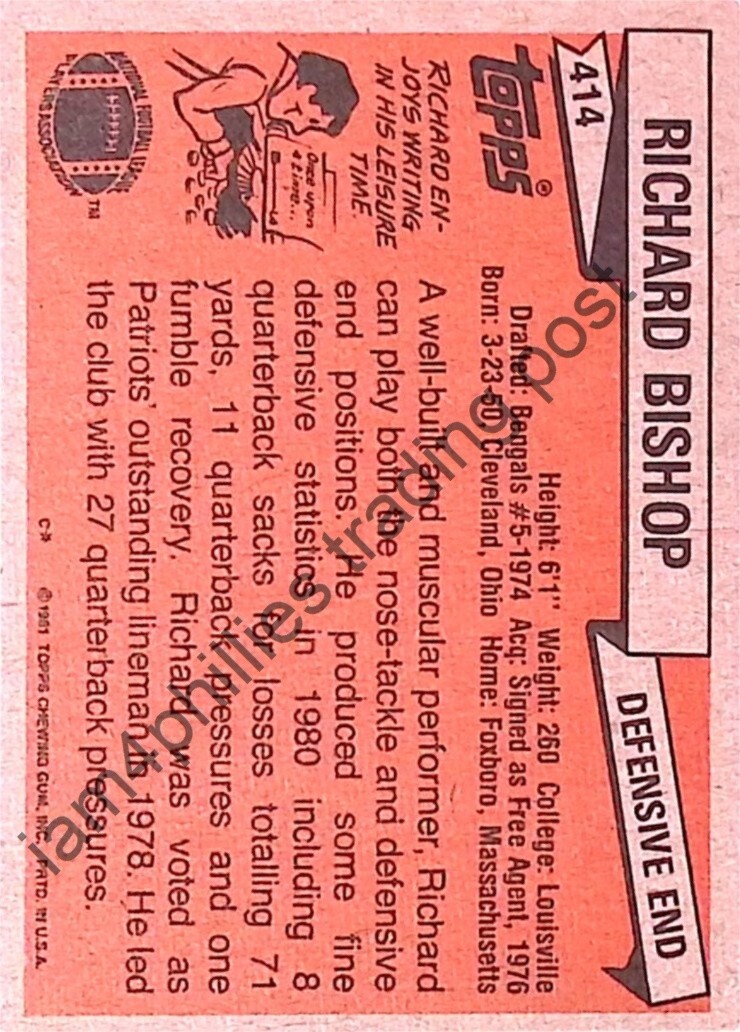 414
RICHARD BISHOP
DEFENSIVE END
TOPPS®
Height: 6'1" Weight: 260 College: Louisville
Drafted: Bengals #5-1974 Acq: Signed as Free Agent, 1976
Born: 3-23-50, Cleveland, Ohio Home: Foxboro, Massachusetts
RICHARD EN-
JOYS WRITING
IN HIS LEISURE
TIME.
Once upon
a time...
NATIONAL FOOTBALL LEAGUE
PLAYERS ASSOCIATION
TM
A well-built and muscular performer, Richard
can play both the nose-tackle and defensive
end positions. He produced some fine
defensive statistics in 1980 including 8
quarterback sacks for losses totalling 71
yards, 11 quarterback pressures and one
fumble recovery. Richard was voted as
Patriots' outstanding lineman in 1978. He led
the club with 27 quarterback pressures.
C* ©1981 TOPPS CHEWING GUM, INC. PRTD. IN U.S.A.
iam4phillies trading post